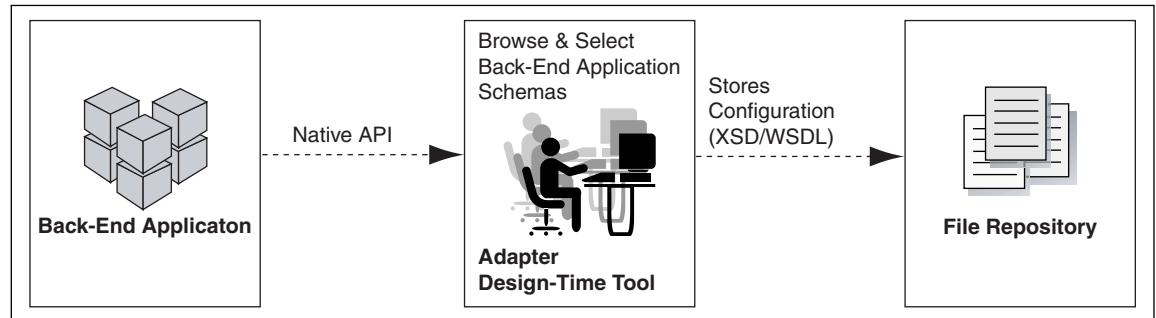 Back-End Applicaton
Native API
Browse & Select
Back-End Application
Schemas
Adapter
Design-Time Tool
Stores
Configuration
(XSD/WSDL)
File Repository